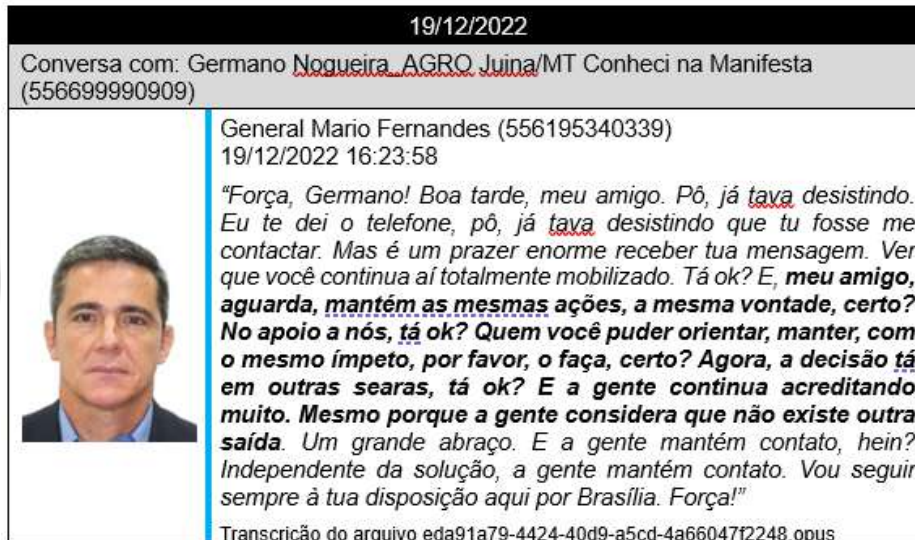 19/12/2022
Conversa com: Germano Nogueira_AGRO Juina/MT Conheci na Manifesta
(556699990909)
General Mario Fernandes (556195340339)
19/12/2022 16:23:58
“Força, Germano! Boa tarde, meu amigo. Pô, já tava desistindo.
Eu te dei o telefone, pô, já tava desistindo que tu fosse me
contactar. Mas é um prazer enorme receber tua mensagem. Ver
que você continua aí totalmente mobilizado. Tá ok? E, meu amigo,
aguarda, mantém as mesmas ações, a mesma vontade, certo?
No apoio a nós, tá ok? Quem você puder orientar, manter, com
o mesmo ímpeto, por favor, o faça, certo? Agora, a decisão tá
em outras searas, tá ok? E a gente continua acreditando
muito. Mesmo porque a gente considera que não existe outra
saída. Um grande abraço. E a gente mantém contato, hein?
Independente da solução, a gente mantém contato. Vou seguir
sempre à tua disposição aqui por Brasília. Força!”
Transcrição do arquivo eda91a79-4424-40d9-a5cd-4a66047f2248.opus